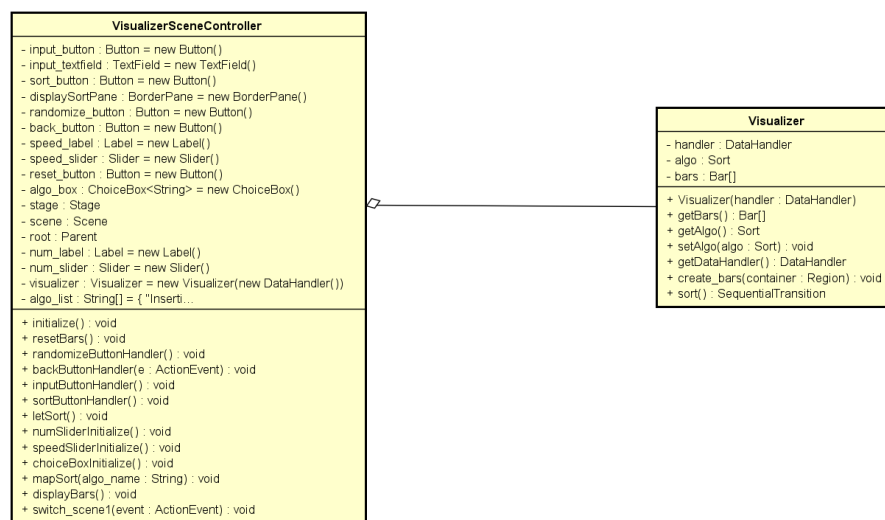 VisualizerSceneController
- input_button : Button = new Button()
- input_textfield : TextField = new TextField()
- sort_button : Button = new Button()
- displaySortPane : BorderPane = new BorderPane()
- randomize_button : Button = new Button()
- back_button : Button = new Button()
- speed_label : Label = new Label()
- speed_slider : Slider = new Slider()
- reset_button : Button = new Button()
- algo_box : ChoiceBox<String> = new ChoiceBox()
- stage : Stage
- scene : Scene
- root : Parent
- num_label : Label = new Label()
- num_slider : Slider = new Slider()
- visualizer : Visualizer = new Visualizer(new DataHandler())
- algo_list : String[] = { "Inserti...
+ initialize() : void
+ resetBars() : void
+ randomizeButtonHandler() : void
+ backButtonHandler(e : ActionEvent) : void
+ inputButtonHandler() : void
+ sortButtonHandler() : void
+ letSort() : void
+ numSliderInitialize() : void
+ speedSliderInitialize() : void
+ choiceBoxInitialize() : void
+ mapSort(algo_name : String) : void
+ displayBars() : void
+ switch_scene1(event : ActionEvent) : void
Visualizer
- handler : DataHandler
- algo : Sort
- bars : Bar[]
+ Visualizer(handler : DataHandler)
+ getBars() : Bar[]
+ getAlgo() : Sort
+ setAlgo(algo : Sort) : void
+ getDataHandler() : DataHandler
+ create_bars(container : Region) : void
+ sort() : SequentialTransition